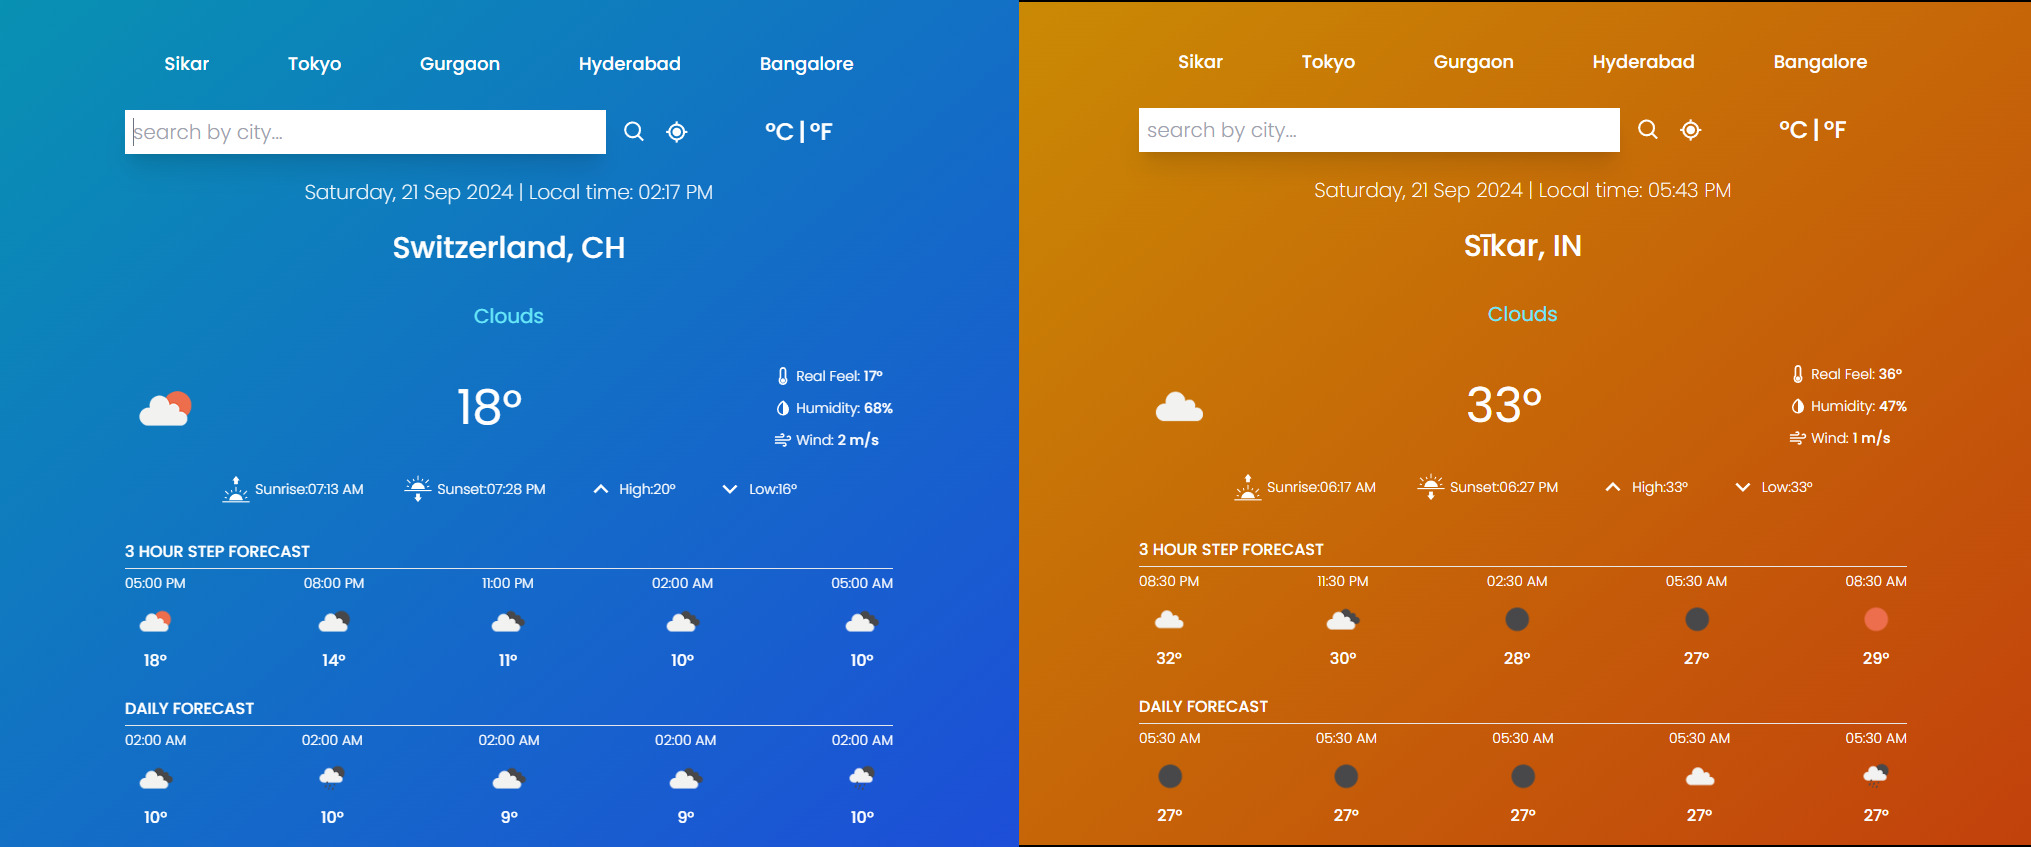 Sikar Tokyo Gurgaon Hyderabad Bangalore
search by city...
°C | °F
Saturday, 21 Sep 2024 | Local time: 02:17 PM
Switzerland, CH
Clouds
18°
Real Feel: 17°
Humidity: 68%
Wind: 2 m/s
Sunrise:07:13 AM Sunset:07:28 PM High:20° Low:16°
3 HOUR STEP FORECAST
05:00 PM 08:00 PM 11:00 PM 02:00 AM 05:00 AM
18° 14° 11° 10° 10°
DAILY FORECAST
02:00 AM 02:00 AM 02:00 AM 02:00 AM 02:00 AM
10° 10° 9° 9° 10°
Sikar Tokyo Gurgaon Hyderabad Bangalore
search by city...
°C | °F
Saturday, 21 Sep 2024 | Local time: 05:43 PM
Sīkar, IN
Clouds
33°
Real Feel: 36°
Humidity: 47%
Wind: 1 m/s
Sunrise:06:17 AM Sunset:06:27 PM High:33° Low:33°
3 HOUR STEP FORECAST
08:30 PM 11:30 PM 02:30 AM 05:30 AM 08:30 AM
32° 30° 28° 27° 29°
DAILY FORECAST
05:30 AM 05:30 AM 05:30 AM 05:30 AM 05:30 AM
27° 27° 27° 27° 27°